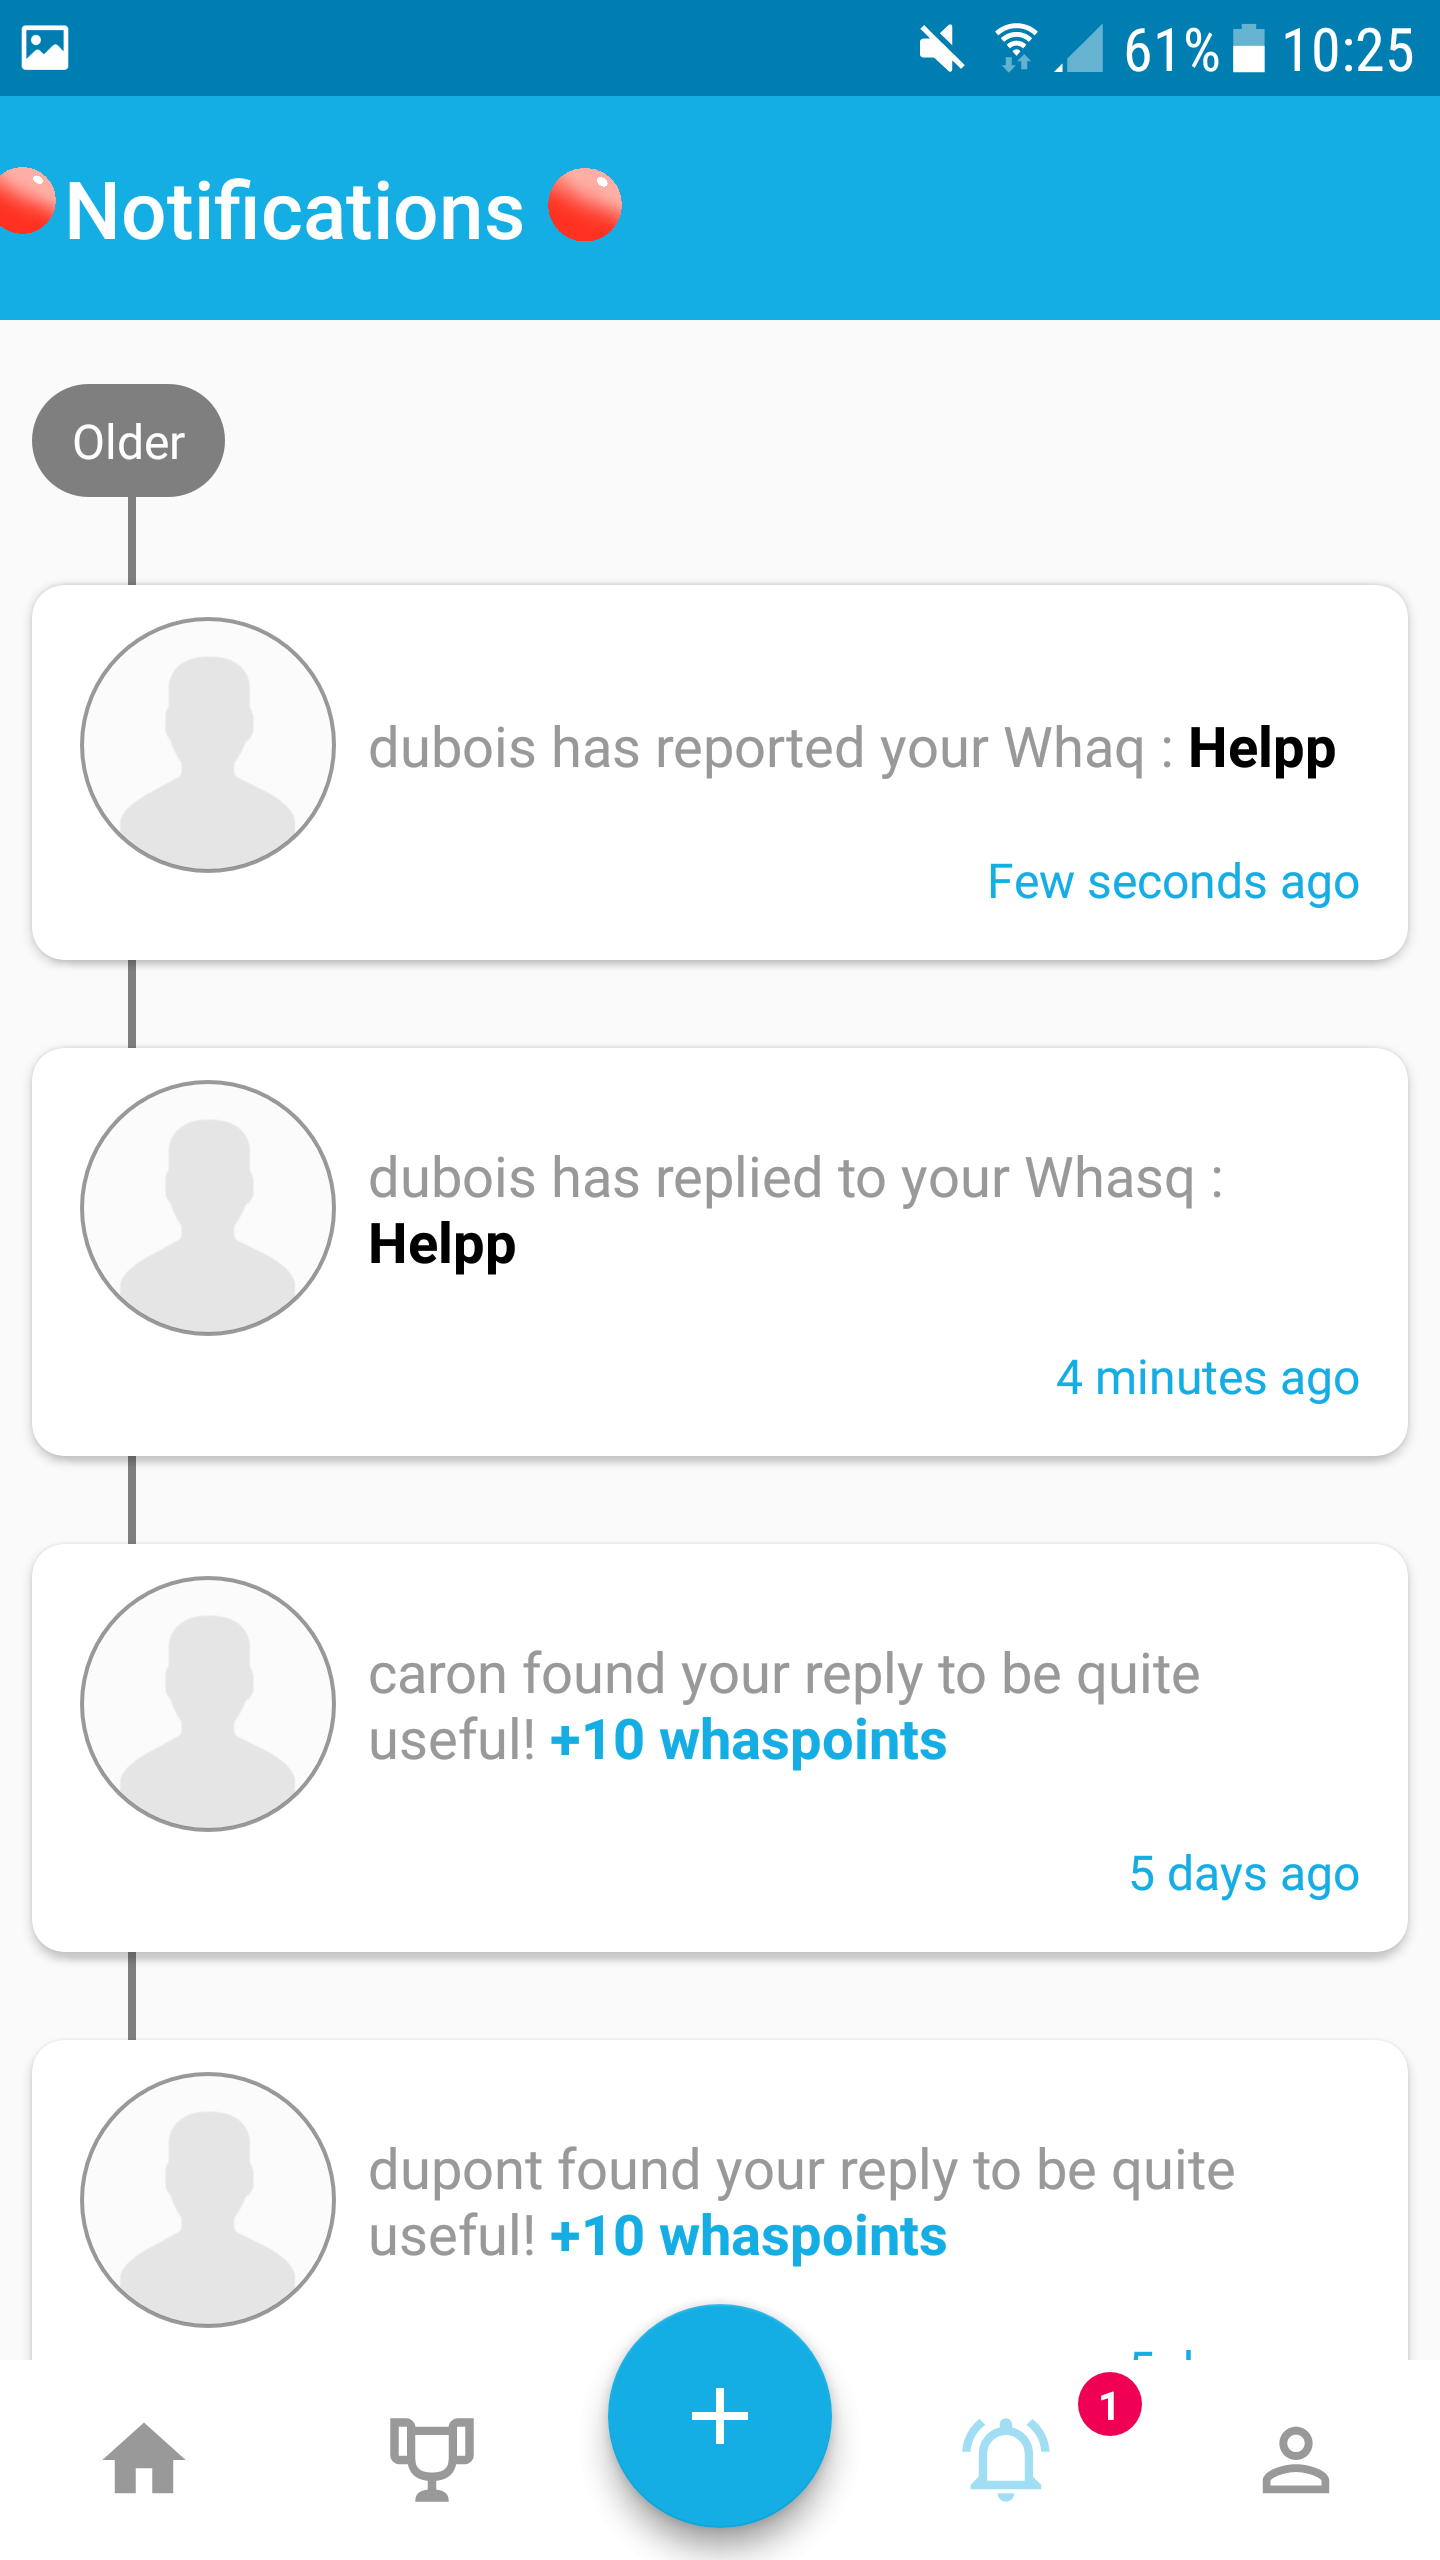 61% 10:25
Notifications
Older
dubois has reported your Whaq : Helpp
Few seconds ago
dubois has replied to your Whasq :
Helpp
4 minutes ago
caron found your reply to be quite
useful! +10 whaspoints
5 days ago
dupont found your reply to be quite
useful! +10 whaspoints
1